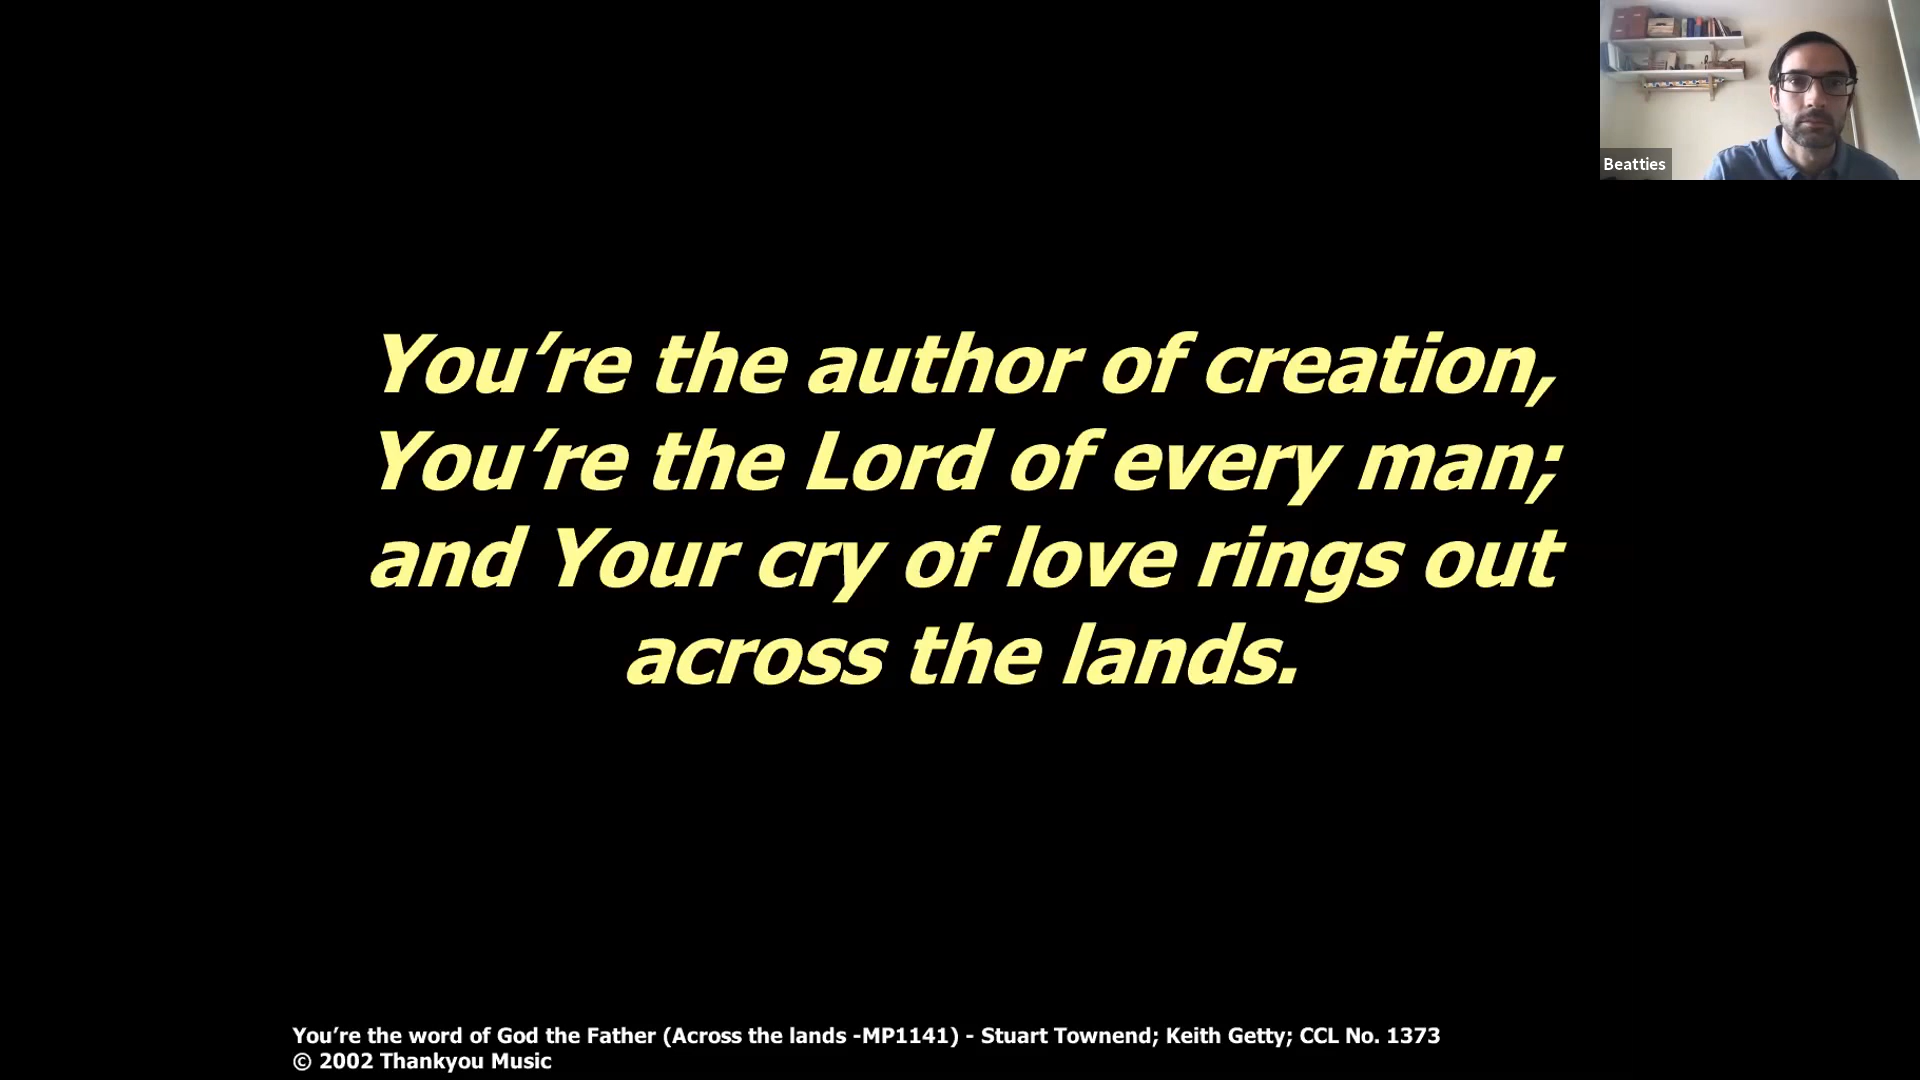 You’re the author of creation,
You’re the Lord of every man;
and Your cry of love rings out
across the lands.
Beatties
You’re the word of God the Father (Across the lands -MP1141) - Stuart Townend; Keith Getty; CCL No. 1373
© 2002 Thankyou Music